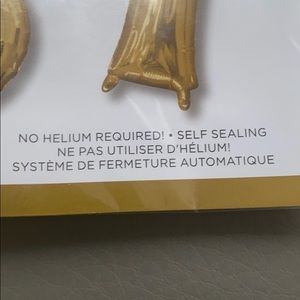 NO HELIUM REQUIRED! • SELF SEALING
NE PAS UTILISER D'HÉLIUM!
SYSTÈME DE FERMETURE AUTOMATIQUE